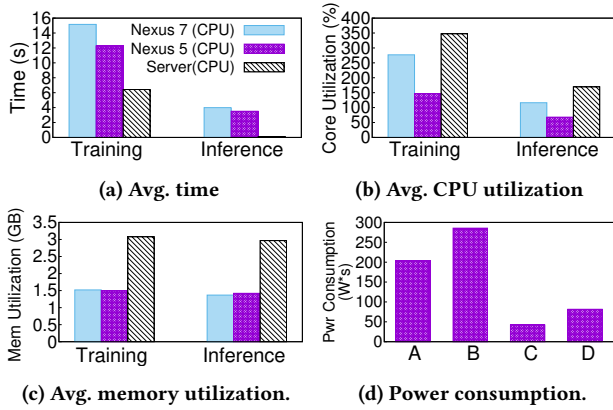 Time (s)
16
14
12
10
8
6
4
2
0
Nexus 7 (CPU)
Nexus 5 (CPU)
Server(CPU)
Training Inference
(a) Avg. time
Core Utilization (%)
400
350
300
250
200
150
100
50
0
Training Inference
(b) Avg. CPU utilization
Mem Utilization (GB)
3.5
3
2.5
2
1.5
1
0.5
0
Training Inference
(c) Avg. memory utilization.
Pwr Consumption
(W*s)
300
250
200
150
100
50
0
A B C D
(d) Power consumption.